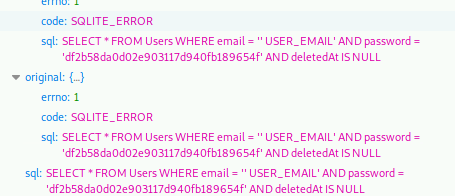 errno: 1
code: SQLITE_ERROR
sql: SELECT * FROM Users WHERE email = '' USER_EMAIL' AND password =
'df2b58da0d02e903117d940fb189654f' AND deletedAt IS NULL
original: {…}
errno: 1
code: SQLITE_ERROR
sql: SELECT * FROM Users WHERE email = '' USER_EMAIL' AND password =
'df2b58da0d02e903117d940fb189654f' AND deletedAt IS NULL
sql: SELECT * FROM Users WHERE email = '' USER_EMAIL' AND password =
'df2b58da0d02e903117d940fb189654f' AND deletedAt IS NULL